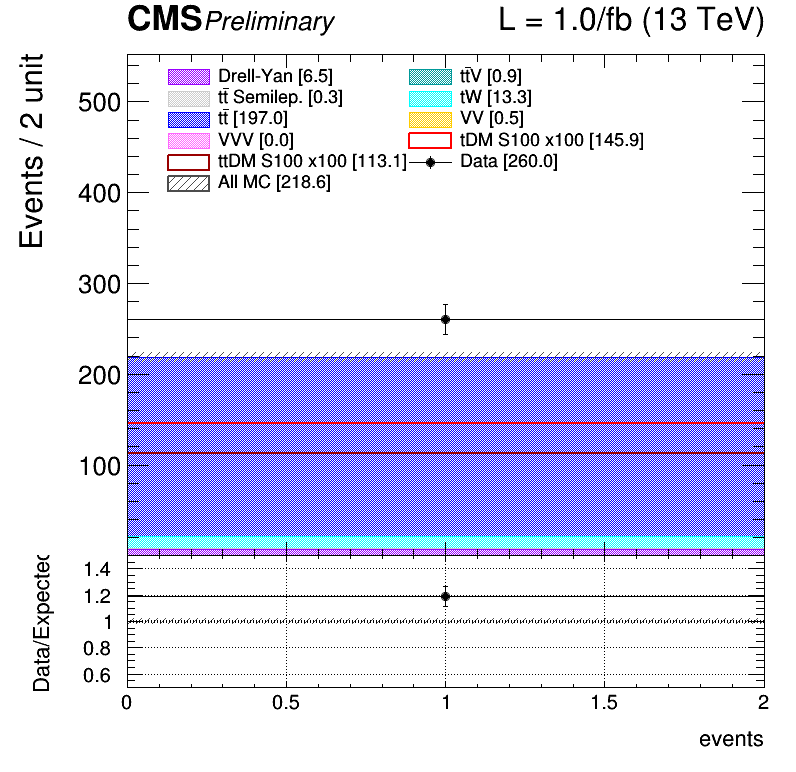 CMS Preliminary L = 1.0/fb (13 TeV)
Events / 2 unit
Drell-Yan [6.5] tt̄V [0.9]
tt̄ Semilep. [0.3] tW [13.3]
tt̄ [197.0] VV [0.5]
VVV [0.0] tDM S100 x100 [145.9]
ttDM S100 x100 [113.1] Data [260.0]
All MC [218.6]
500
400
300
200
100
Data/Expected
1.4
1.2
1
0.8
0.6
0 0.5 1 1.5 2
events